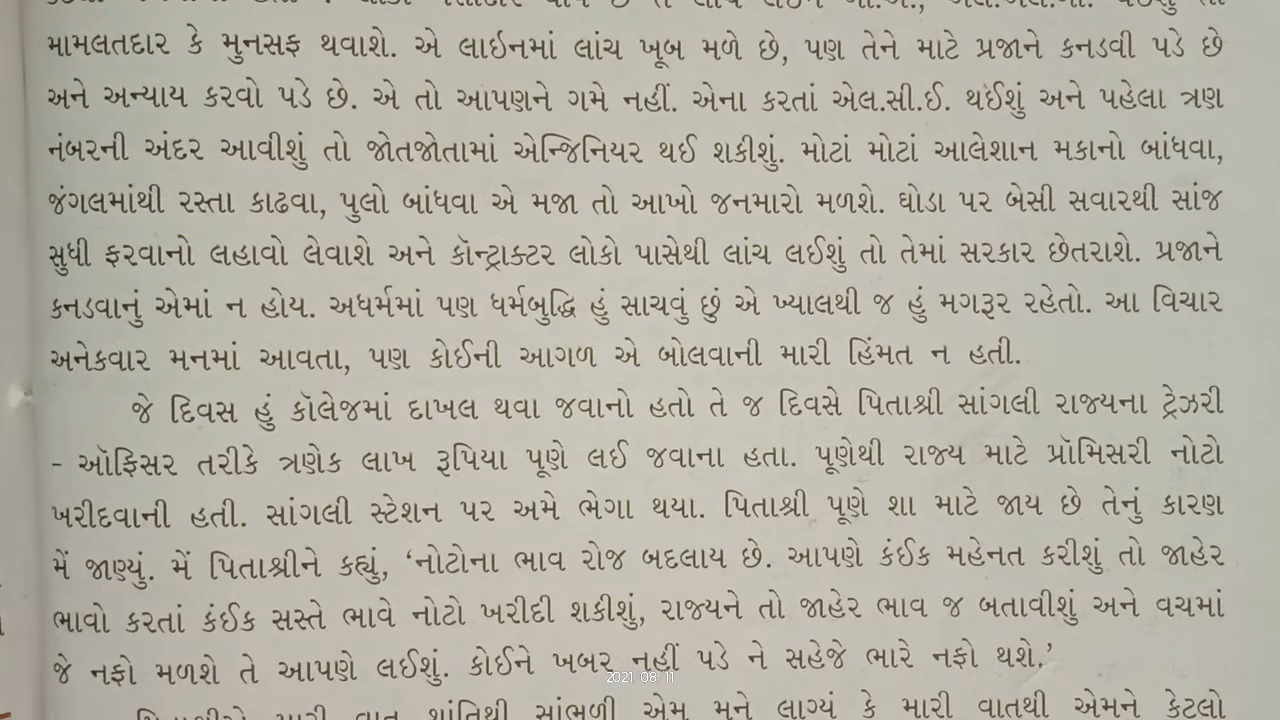 મામલતદાર કે મુનસફ થવાશે. એ લાઇનમાં લાંચ ખૂબ મળે છે, પણ તેને માટે પ્રજાને કનડવી પડે છે
અને અન્યાય કરવો પડે છે. એ તો આપણને ગમે નહીં. એના કરતાં એલ.સી.ઈ. થઈશું અને પહેલા ત્રણ
નંબરની અંદર આવીશું તો જોતજોતામાં એન્જિનિયર થઈ શકીશું. મોટાં મોટાં આલેશાન મકાનો બાંધવા,
જંગલમાંથી રસ્તા કાઢવા, પુલો બાંધવા એ મજા તો આખો જનમારો મળશે. ઘોડા પર બેસી સવારથી સાંજ
સુધી ફરવાનો લહાવો લેવાશે અને કૉન્ટ્રાક્ટર લોકો પાસેથી લાંચ લઈશું તો તેમાં સરકાર છેતરાશે. પ્રજાને
કનડવાનું એમાં ન હોય. અધર્મમાં પણ ધર્મબુદ્ધિ હું સાચવું છું એ ખ્યાલથી જ હું મગરૂર રહેતો. આ વિચાર
અનેકવાર મનમાં આવતા, પણ કોઈની આગળ એ બોલવાની મારી હિંમત ન હતી.
જે દિવસ હું કૉલેજમાં દાખલ થવા જવાનો હતો તે જ દિવસે પિતાશ્રી સાંગલી રાજ્યના ટ્રેઝરી
- ઑફિસર તરીકે ત્રણેક લાખ રૂપિયા પૂણે લઈ જવાના હતા. પૂણેથી રાજ્ય માટે પ્રૉમિસરી નોટો
ખરીદવાની હતી. સાંગલી સ્ટેશન પર અમે ભેગા થયા. પિતાશ્રી પૂણે શા માટે જાય છે તેનું કારણ
મેં જાણ્યું. મેં પિતાશ્રીને કહ્યું, ‘નોટોના ભાવ રોજ બદલાય છે. આપણે કંઈક મહેનત કરીશું તો જાહેર
ભાવો કરતાં કંઈક સસ્તે ભાવે નોટો ખરીદી શકીશું, રાજ્યને તો જાહેર ભાવ જ બતાવીશું અને વચમાં
જે નફો મળશે તે આપણે લઈશું. કોઈને ખબર નહીં પડે ને સહેજે ભારે નફો થશે.’
2021 08 11
મારી વાત શાંતિથી સાંભળી એમ મને લાગ્યું કે મારી વાતથી એમને કેટલો